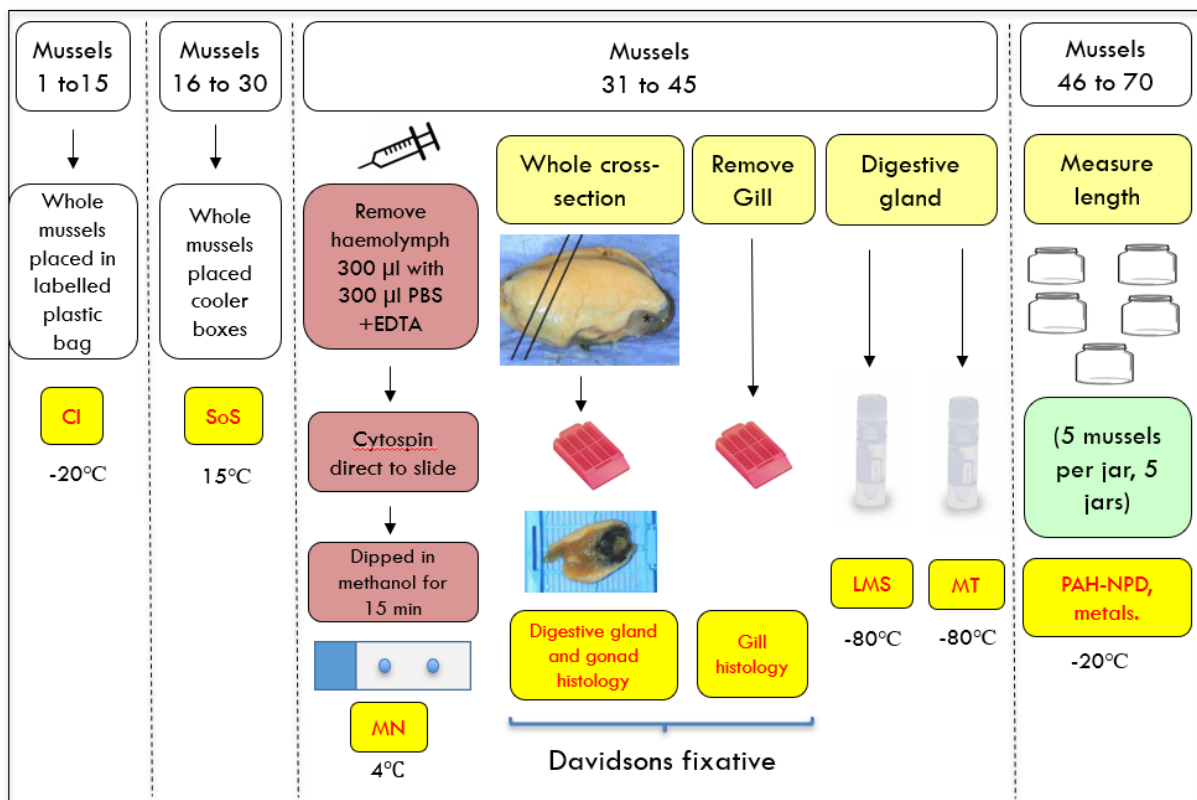 Mussels
1 to15
Whole
mussels
placed in
labelled
plastic
bag
CI
-20°C
Mussels
16 to 30
Whole
mussels
placed
cooler
boxes
SoS
15°C
Mussels
31 to 45
Remove
haemolymph
300 µl with
300 µl PBS
+EDTA
Cytospin
direct to slide
Dipped in
methanol for
15 min
MN
4°C
Whole cross-
section
*
Digestive gland
and gonad
histology
Remove
Gill
Gill
histology
Davidsons fixative
Digestive
gland
LMS
-80°C
MT
-80°C
Mussels
46 to 70
Measure
length
(5 mussels
per jar, 5
jars)
PAH-NPD,
metals.
-20°C